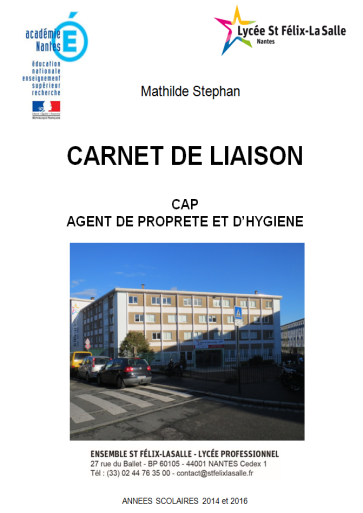 académie
Nantes
éducation
nationale
enseignement
supérieur
recherche
Lycée St Félix-La Salle
Nantes
Mathilde Stephan
CARNET DE LIAISON
CAP
AGENT DE PROPRETE ET D'HYGIENE
ENSEMBLE ST FÉLIX-LASALLE - LYCÉE PROFESSIONNEL
27 rue du Ballet - BP 60105 - 44001 NANTES Cedex 1
Tél : (33) 02 44 76 35 00 - contact@stfelixlasalle.fr
ANNEES SCOLAIRES 2014 et 2016